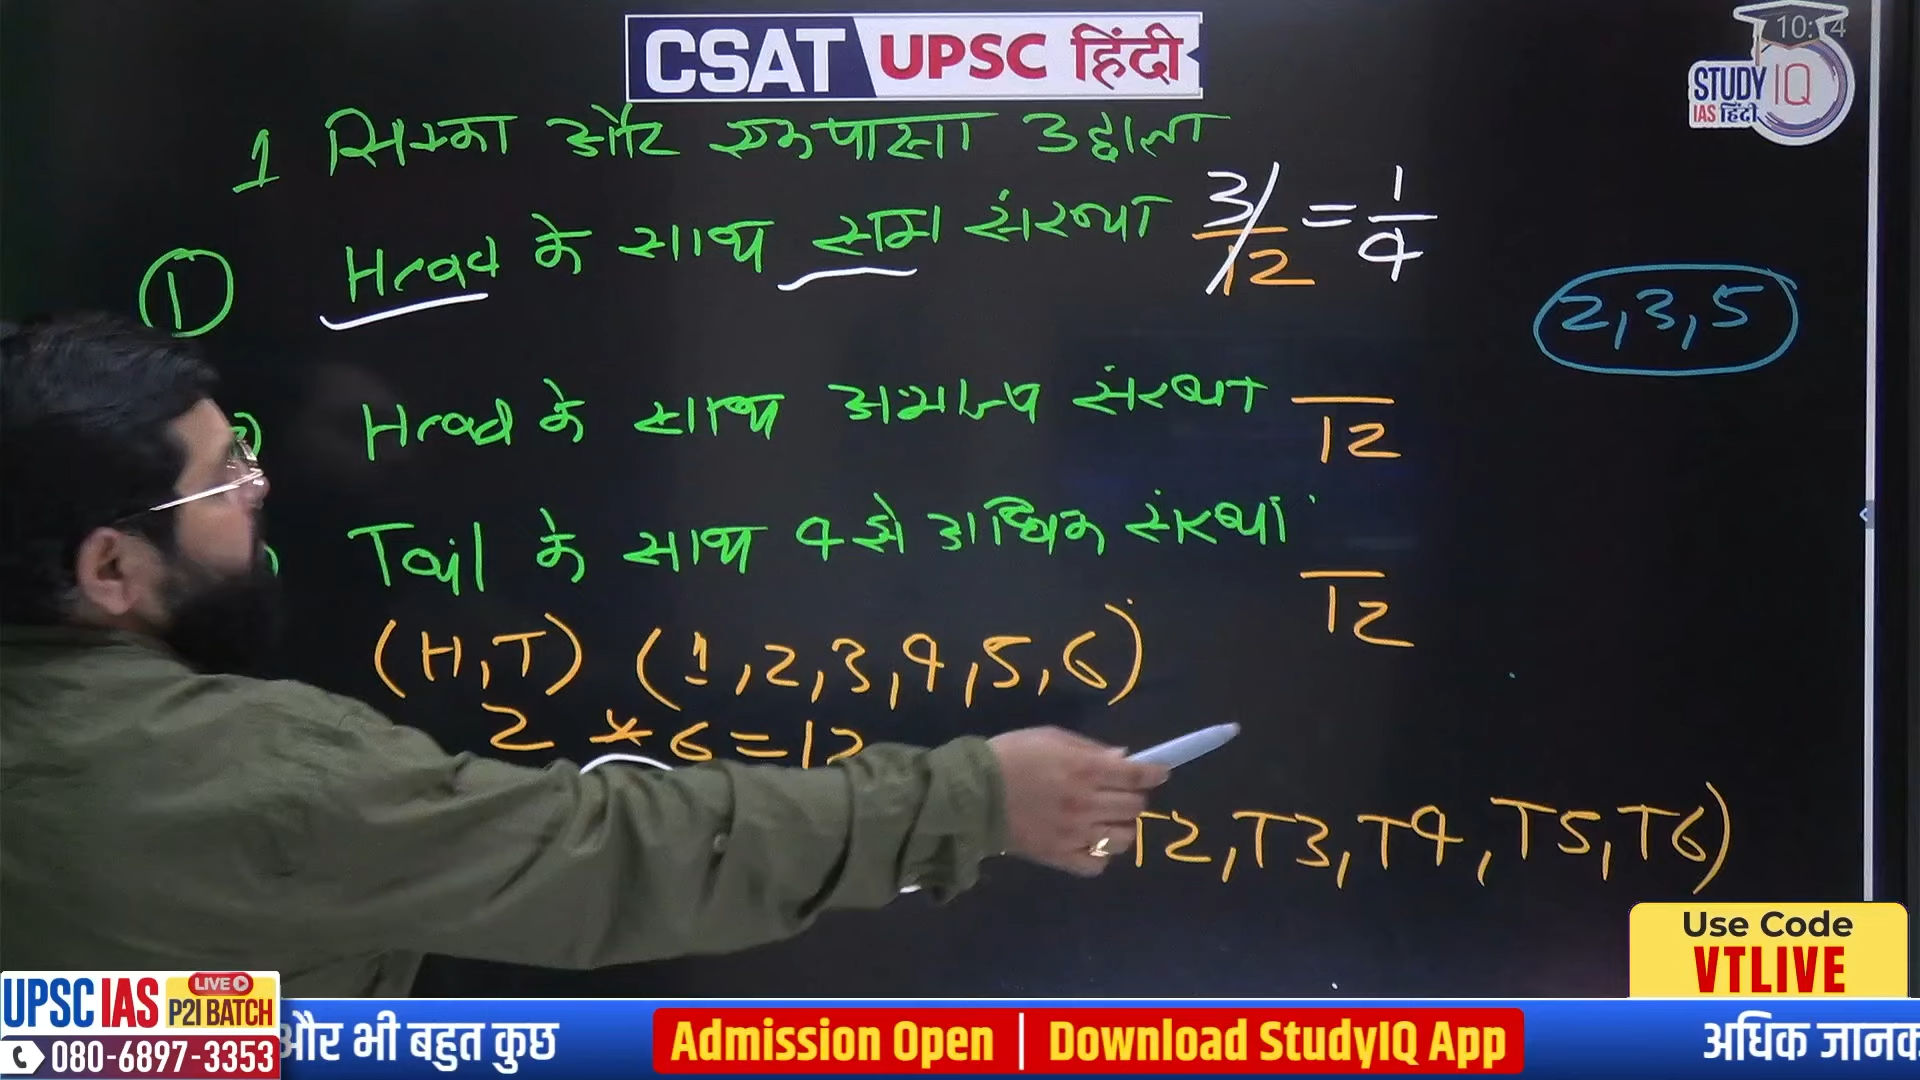 CSAT UPSC हिंदी
10:14
STUDY IQ
IAS हिंदी
1 सिक्का और एक पासा उछाला
① Head के साथ सम संख्या 3/12 = 1/4
2,3,5
Head के साथ अभाज्य संख्या /12
Tail के साथ 4 से अधिक संख्या /12
(H,T) (1,2,3,4,5,6)
2 * 6 = 12
T2,T3,T4,T5,T6)
Use Code
VTLIVE
UPSC IAS LIVE P2I BATCH
080-6897-3353
और भी बहुत कुछ Admission Open | Download StudyIQ App अधिक जानक